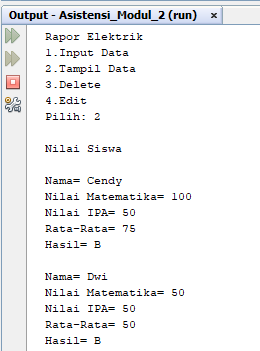 Output - Asistensi_Modul_2 (run) x
Rapor Elektrik
1.Input Data
2.Tampil Data
3.Delete
4.Edit
Pilih: 2
Nilai Siswa
Nama= Cendy
Nilai Matematika= 100
Nilai IPA= 50
Rata-Rata= 75
Hasil= B
Nama= Dwi
Nilai Matematika= 50
Nilai IPA= 50
Rata-Rata= 50
Hasil= B